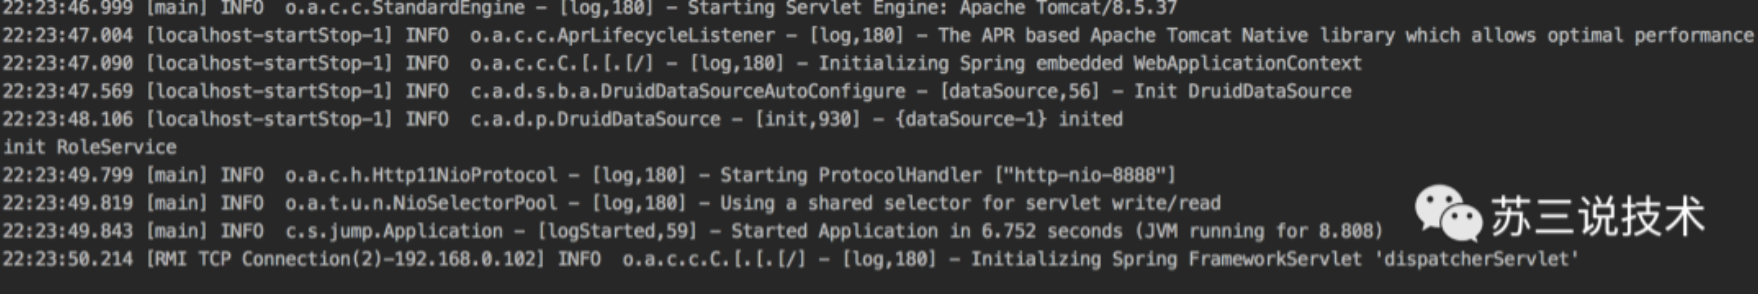 22:23:46.999 [main] INFO  o.a.c.c.StandardEngine – [log,180] – Starting Servlet Engine: Apache Tomcat/8.5.37
22:23:47.004 [localhost-startStop-1] INFO  o.a.c.c.AprLifecycleListener – [log,180] – The APR based Apache Tomcat Native library which allows optimal performance
22:23:47.090 [localhost-startStop-1] INFO  o.a.c.c.C.[.[.[/] – [log,180] – Initializing Spring embedded WebApplicationContext
22:23:47.569 [localhost-startStop-1] INFO  c.a.d.s.b.a.DruidDataSourceAutoConfigure – [dataSource,56] – Init DruidDataSource
22:23:48.106 [localhost-startStop-1] INFO  c.a.d.p.DruidDataSource – [init,930] – {dataSource-1} inited
init RoleService
22:23:49.799 [main] INFO  o.a.c.h.Http11NioProtocol – [log,180] – Starting ProtocolHandler ["http-nio-8888"]
22:23:49.819 [main] INFO  o.a.t.u.n.NioSelectorPool – [log,180] – Using a shared selector for servlet write/read
22:23:49.843 [main] INFO  c.s.jump.Application – [logStarted,59] – Started Application in 6.752 seconds (JVM running for 8.808)
22:23:50.214 [RMI TCP Connection(2)-192.168.0.102] INFO  o.a.c.c.C.[.[.[/] – [log,180] – Initializing Spring FrameworkServlet 'dispatcherServlet'
苏三说技术